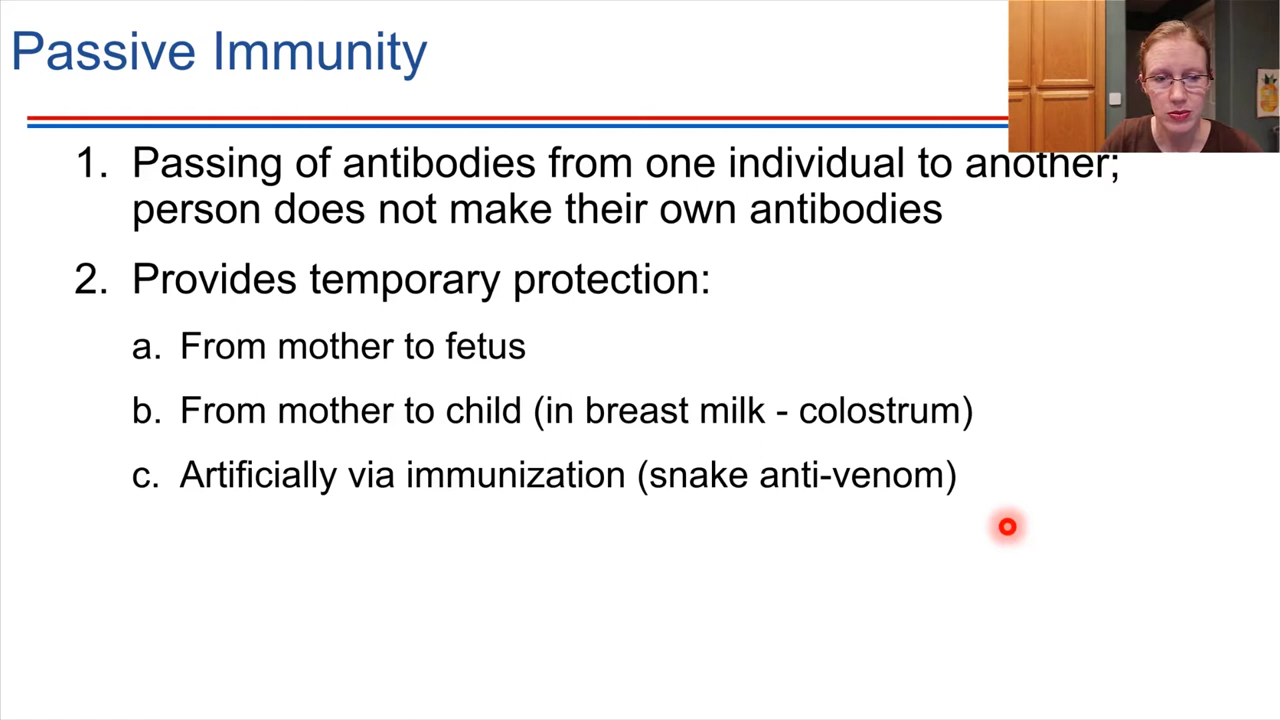 Passive Immunity
1. Passing of antibodies from one individual to another;
person does not make their own antibodies
2. Provides temporary protection:
a. From mother to fetus
b. From mother to child (in breast milk - colostrum)
c. Artificially via immunization (snake anti-venom)